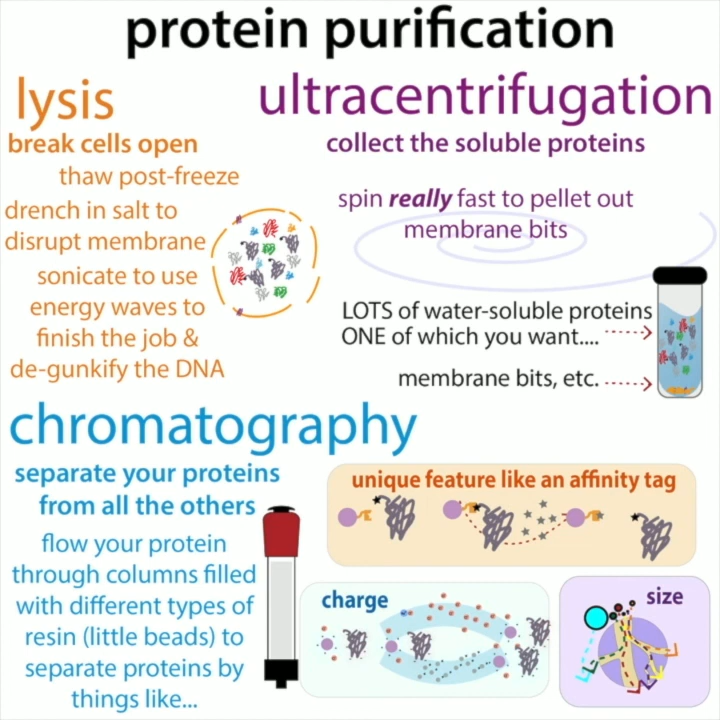 protein purification
lysis
break cells open
thaw post-freeze
drench in salt to
disrupt membrane
sonicate to use
energy waves to
finish the job &
de-gunkify the DNA
ultracentrifugation
collect the soluble proteins
spin really fast to pellet out
membrane bits
LOTS of water-soluble proteins
ONE of which you want....
membrane bits, etc.
chromatography
separate your proteins
from all the others
flow your protein
through columns filled
with different types of
resin (little beads) to
separate proteins by
things like...
unique feature like an affinity tag
charge
size